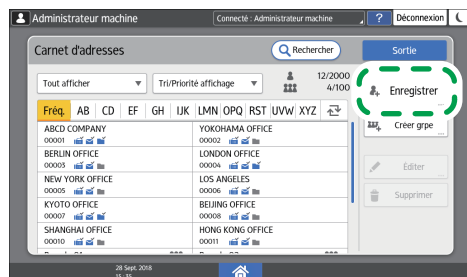 Administrateur machine
Connecté : Administrateur machine
?
Déconnexion
Carnet d'adresses
Rechercher
Sortie
Tout afficher
Tri/Priorité affichage
12/2000
4/100
Enregistrer
...
Fréq. AB CD EF GH IJK LMN OPQ RST UVW XYZ
Créer grpe
...
ABCD COMPANY
00001
YOKOHAMA OFFICE
00002
BERLIN OFFICE
00003
LONDON OFFICE
00004
Editer
...
NEW YORK OFFICE
00005
LOS ANGELES
00006
Supprimer
KYOTO OFFICE
00007
BEIJING OFFICE
00008
SHANGHAI OFFICE
00010
HONG KONG OFFICE
00011
28 Sept. 2018
15 : 35